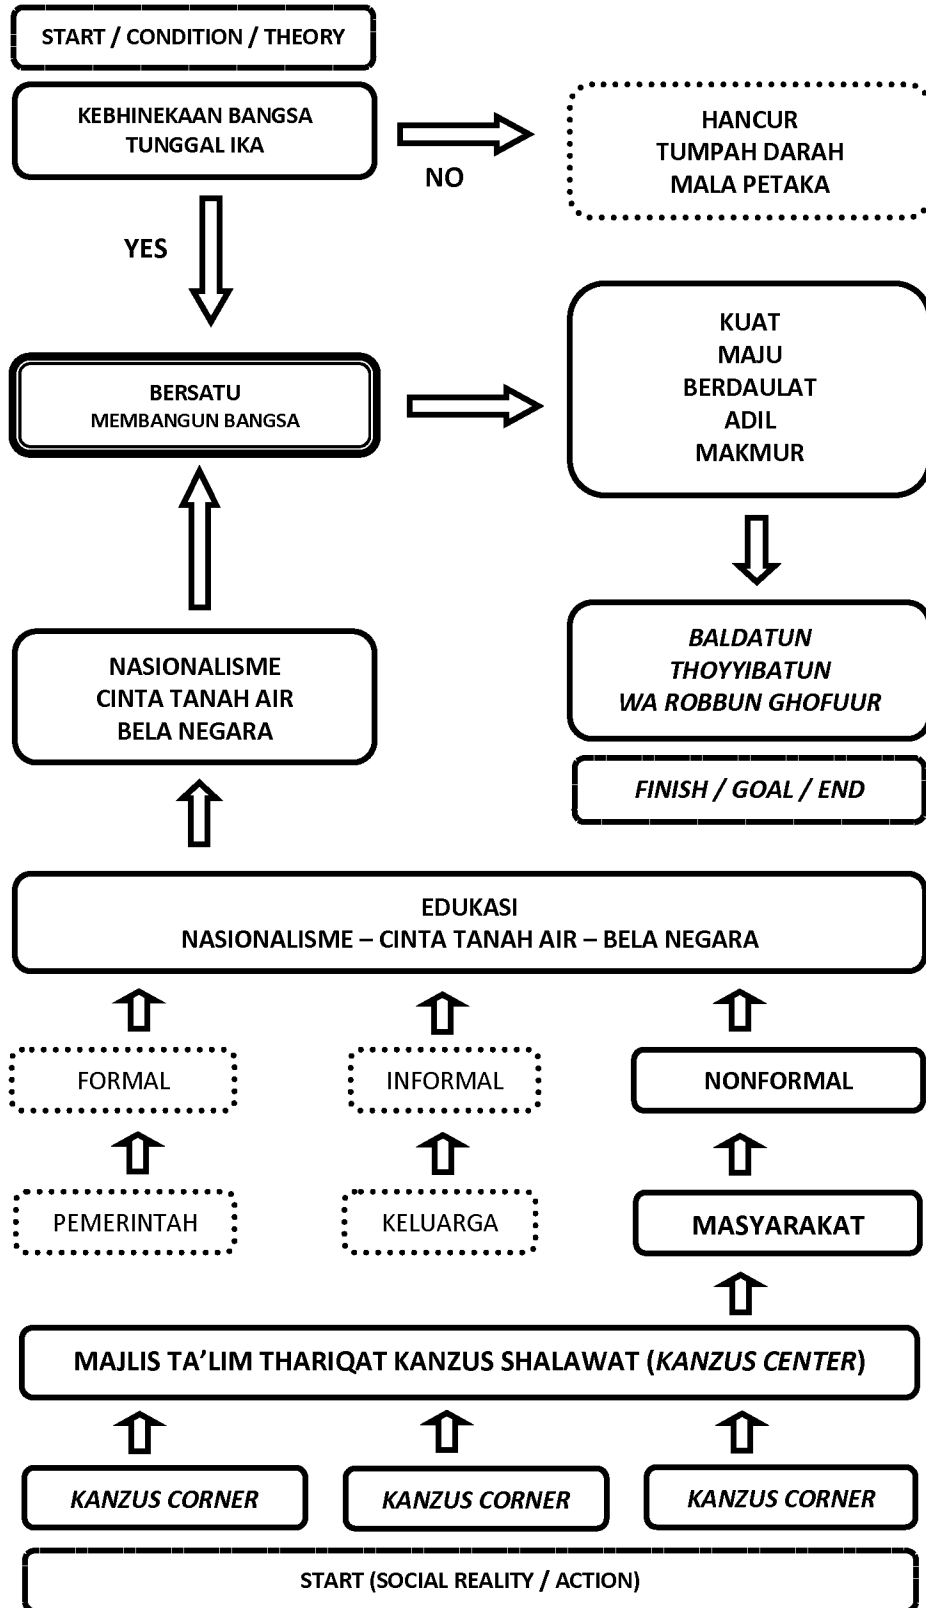 START / CONDITION / THEORY
KEBHINEKAAN BANGSA
TUNGGAL IKA
NO
HANCUR
TUMPAH DARAH
MALA PETAKA
YES
BERSATU
MEMBANGUN BANGSA
KUAT
MAJU
BERDAULAT
ADIL
MAKMUR
NASIONALISME
CINTA TANAH AIR
BELA NEGARA
BALDATUN
THOYYIBATUN
WA ROBBUN GHOFUUR
FINISH / GOAL / END
EDUKASI
NASIONALISME – CINTA TANAH AIR – BELA NEGARA
FORMAL
INFORMAL
NONFORMAL
PEMERINTAH
KELUARGA
MASYARAKAT
MAJLIS TA’LIM THARIQAT KANZUS SHALAWAT (KANZUS CENTER)
KANZUS CORNER
KANZUS CORNER
KANZUS CORNER
START (SOCIAL REALITY / ACTION)